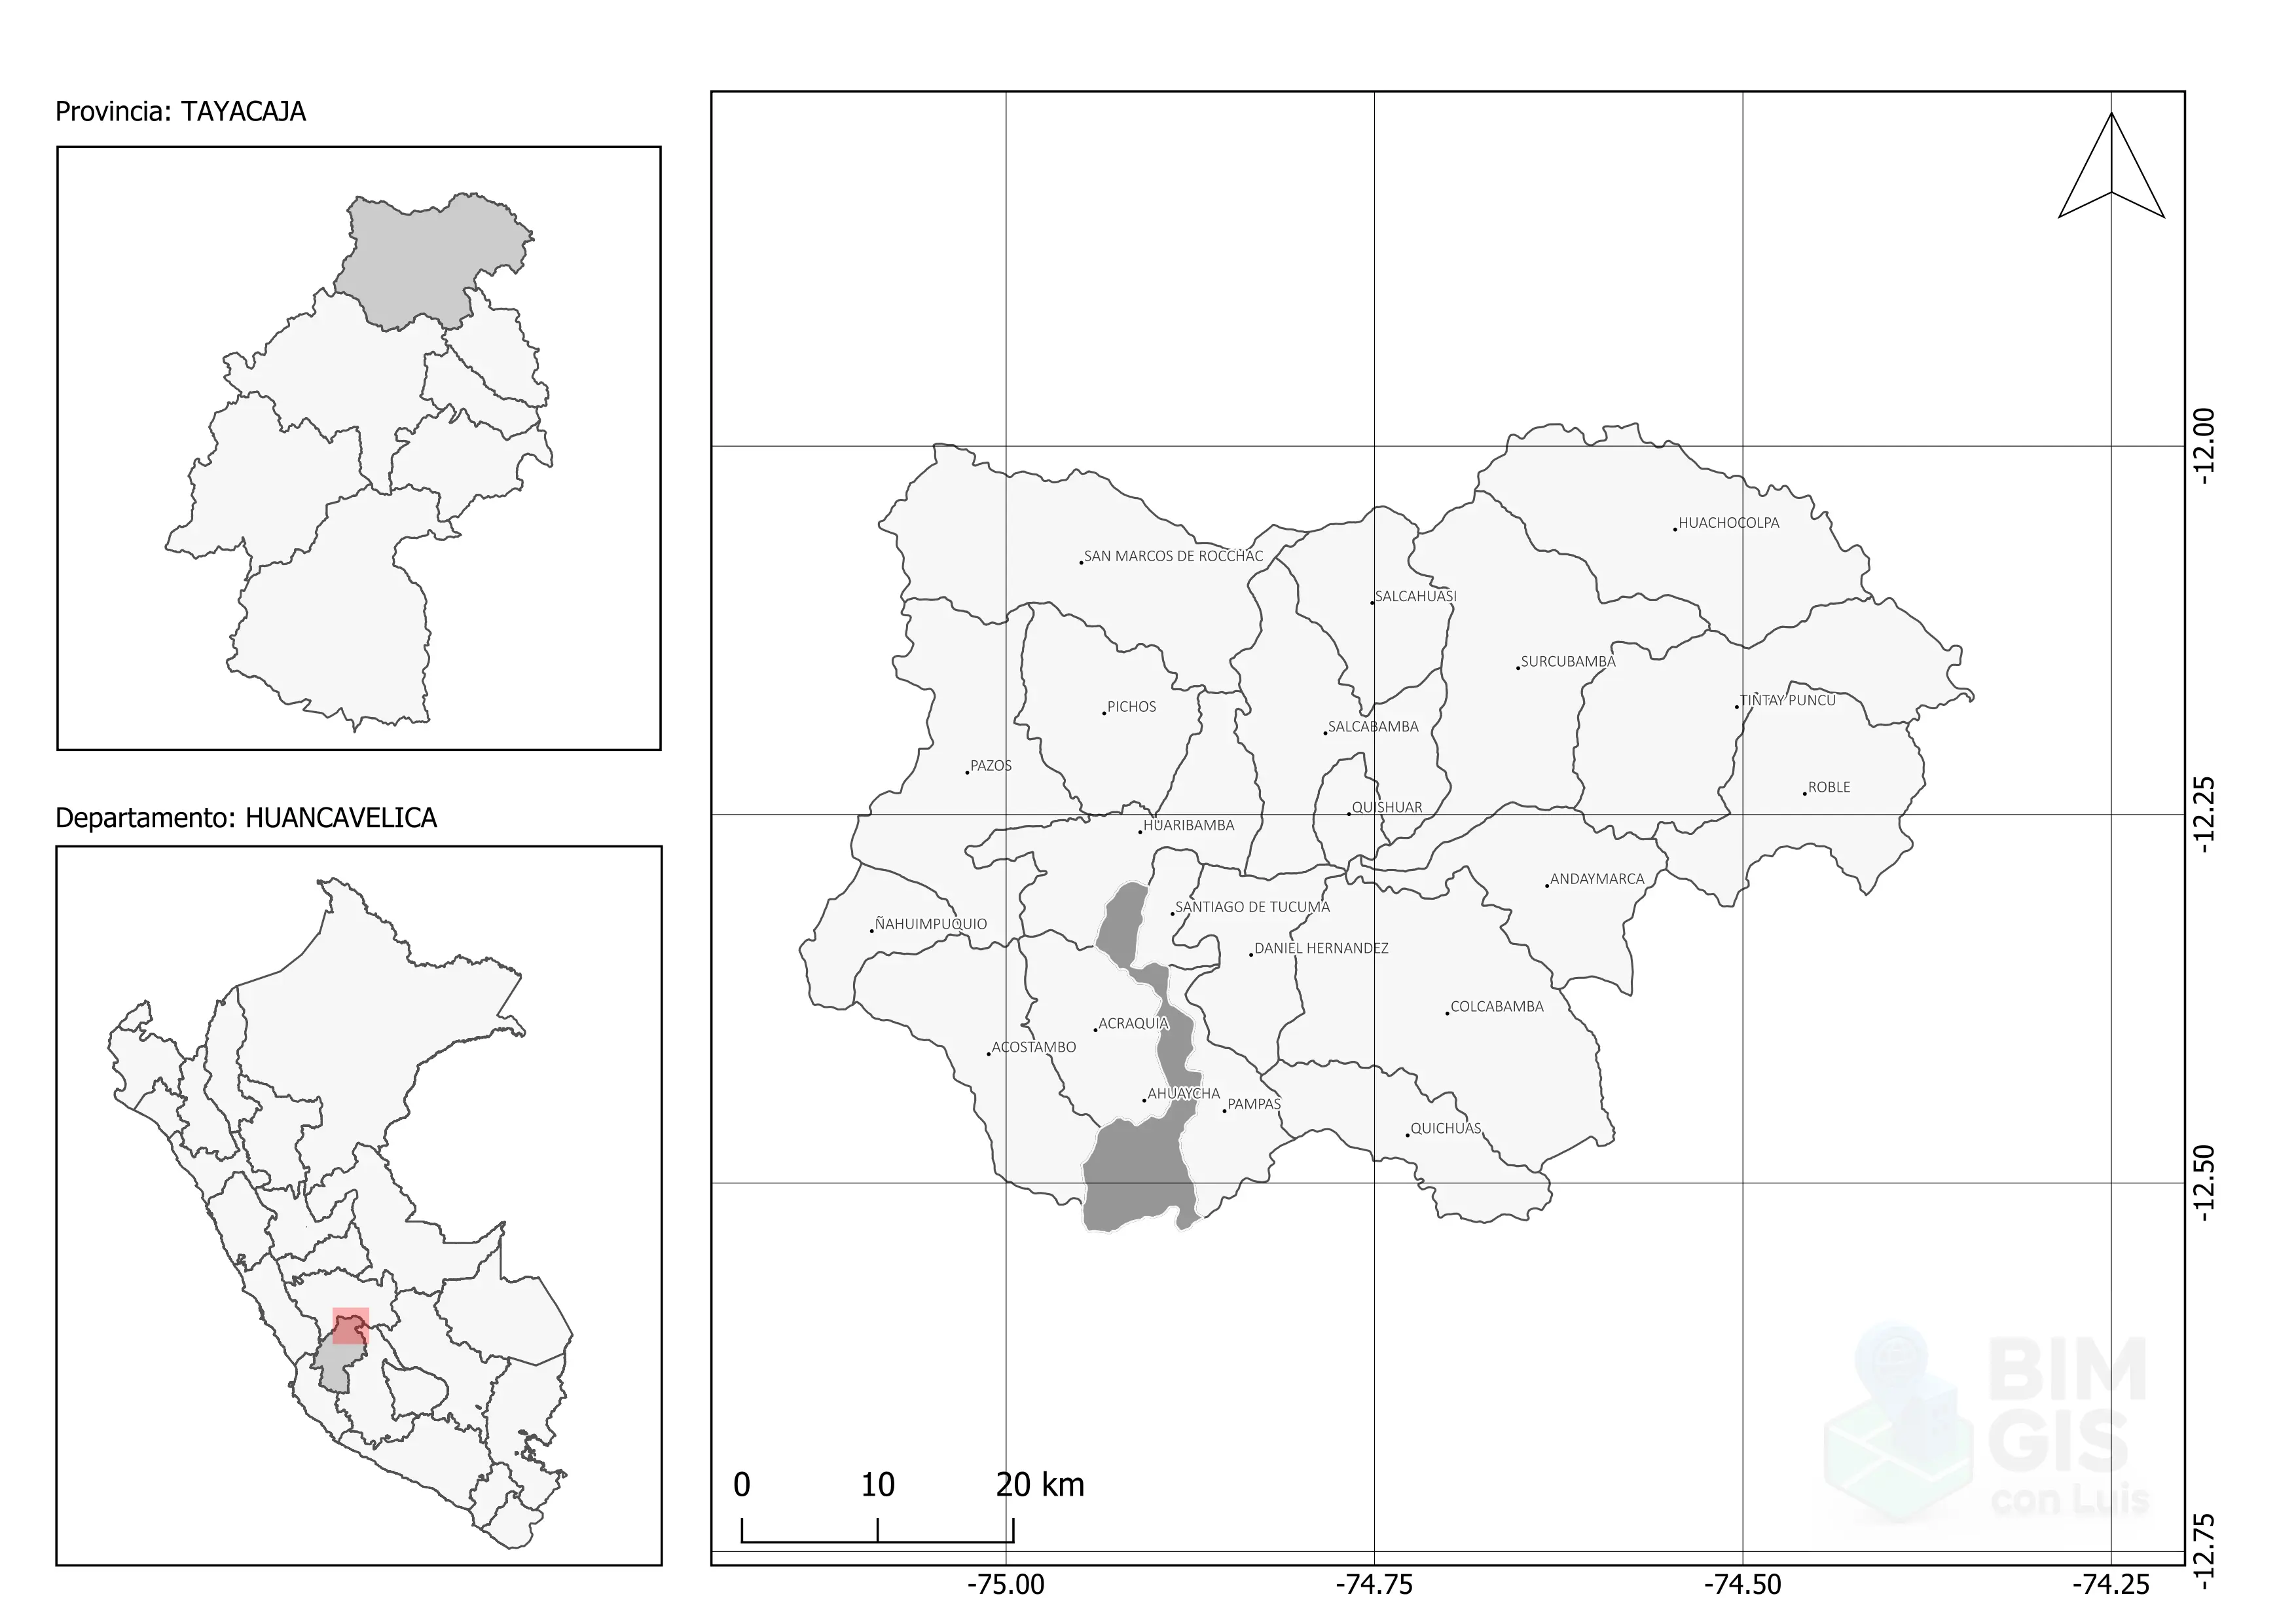 Provincia: TAYACAJA
Departamento: HUANCAVELICA
HUACHOCOLPA
SAN MARCOS DE ROCCHAC
SALCAHUASI
SURCUBAMBA
TINTAY PUNCU
PICHOS
SALCABAMBA
PAZOS
ROBLE
QUISHUAR
HUARIBAMBA
ANDAYMARCA
SANTIAGO DE TUCUMA
ÑAHUIMPUQUIO
DANIEL HERNANDEZ
COLCABAMBA
ACRAQUIA
ACOSTAMBO
AHUAYCHA
PAMPAS
QUICHUAS
-12.00
-12.25
-12.50
-12.75
BIM
GIS
con Luis
0 10 20 km
-75.00 -74.75 -74.50 -74.25